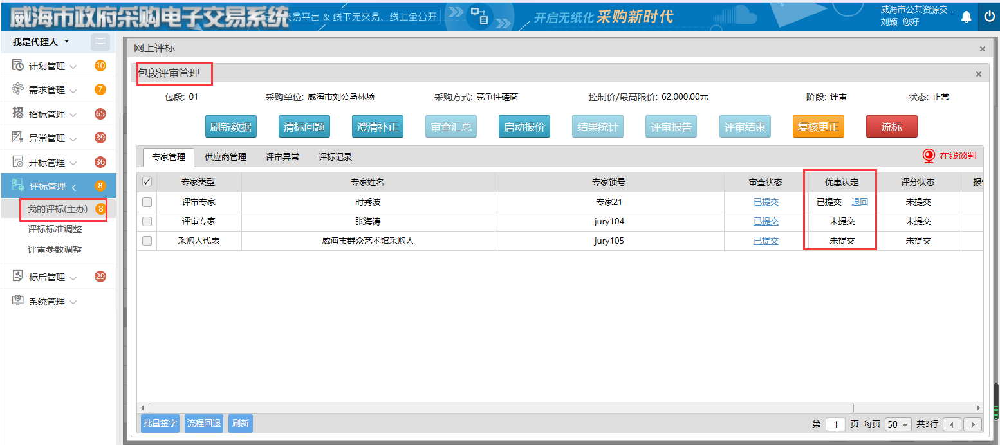 威海市政府采购电子交易系统
交易平台 & 线下无交易、线上全公开
开启无纸化 采购新时代
威海市公共资源交...
刘颖 您好
我是代理人
计划管理 10
需求管理 7
招标管理 65
异常管理 39
开标管理 36
评标管理 8
我的评标(主办) 8
评标标准调整
评审参数调整
标后管理 29
系统管理
网上评标 ×
包段评审管理 ×
包段: 01 采购单位: 威海市刘公岛林场 采购方式: 竞争性磋商 控制价/最高限价: 62,000.00元 阶段: 评审 状态: 正常
刷新数据 清标问题 澄清补正 审查汇总 启动报价 结果统计 评审报告 评审结束 复核更正 流标
专家管理 供应商管理 评审异常 评标记录 在线谈判
专家类型 专家姓名 专家锁号 审查状态 优惠认定 评分状态
评审专家 时秀波 专家21 已提交 已提交 退回 未提交
评审专家 张海涛 jury104 已提交 未提交 未提交
采购人代表 威海市群众艺术馆采购人 jury105 已提交 未提交 未提交
批量签字 流程回退 刷新 第 1 页 每页 50 共3行